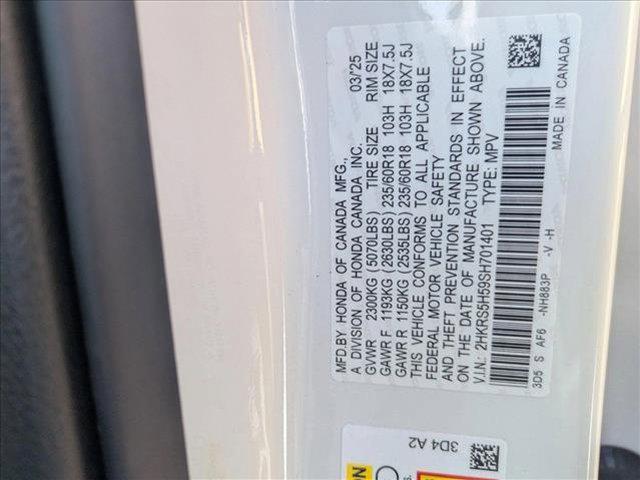 MFD.BY HONDA OF CANADA MFG.,
A DIVISION OF HONDA CANADA INC. 03/'25
GVWR 2300KG (5070LBS) TIRE SIZE RIM SIZE
GAWR F 1193KG (2630LBS) 235/60R18 103H 18X7.5J
GAWR R 1150KG (2535LBS) 235/60R18 103H 18X7.5J
THIS VEHICLE CONFORMS TO ALL APPLICABLE
FEDERAL MOTOR VEHICLE SAFETY
AND THEFT PREVENTION STANDARDS IN EFFECT
ON THE DATE OF MANUFACTURE SHOWN ABOVE.
V.I.N.: 2HKRS5H59SH701401 TYPE: MPV
3D5 S AF6 -NH883P -V -H
MADE IN CANADA
3D4 A2